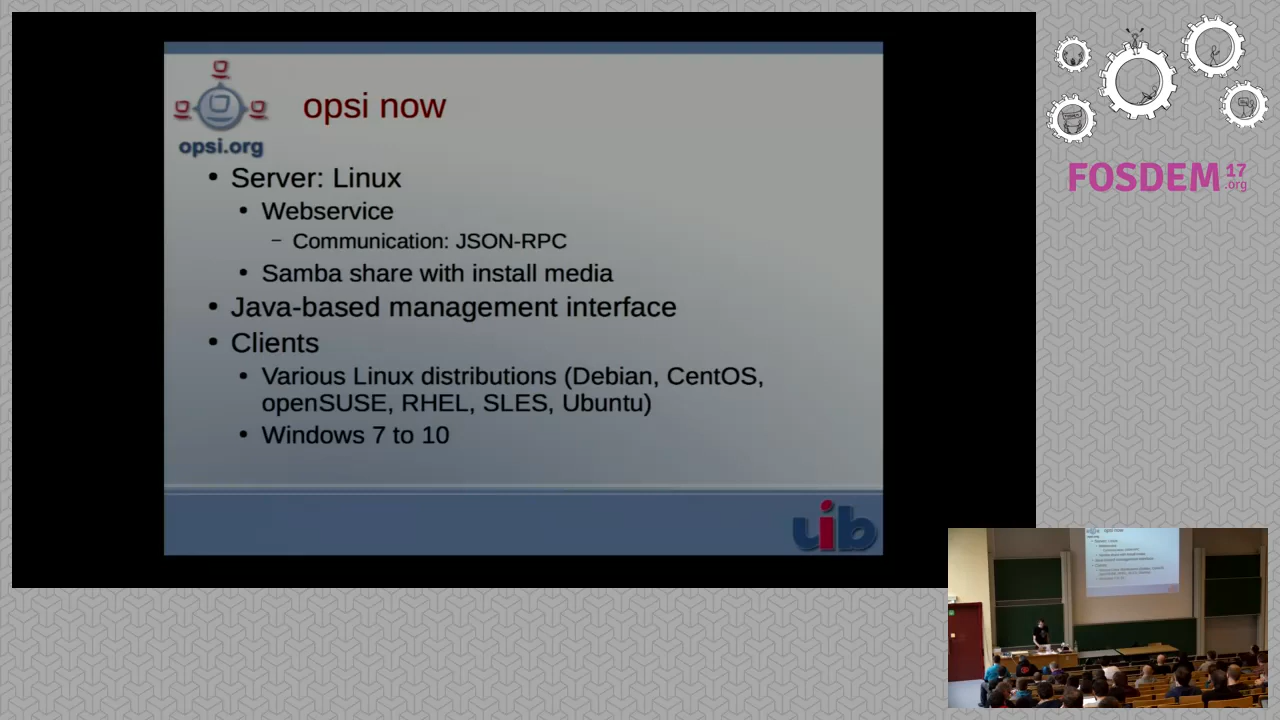 opsi.org
opsi now
Server: Linux
Webservice
Communication: JSON-RPC
Samba share with install media
Java-based management interface
Clients
Various Linux distributions (Debian, CentOS,
openSUSE, RHEL, SLES, Ubuntu)
Windows 7 to 10
uib
FOSDEM 17
.org